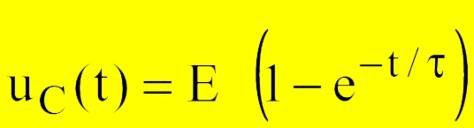 u_C(t) = E (1 − e^{−t / τ})